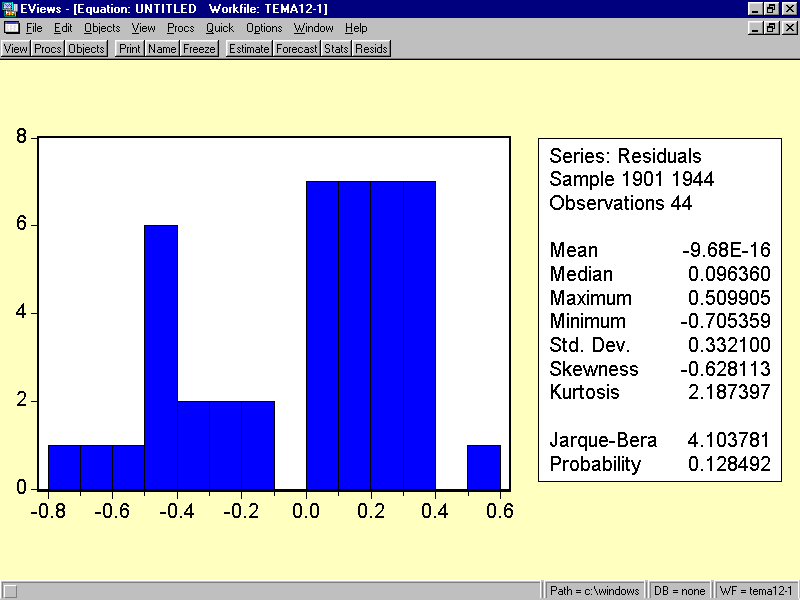 EViews - [Equation: UNTITLED Workfile: TEMA12-1]
File Edit Objects View Procs Quick Options Window Help
View Procs Objects Print Name Freeze Estimate Forecast Stats Resids
8
6
4
2
0
-0.8 -0.6 -0.4 -0.2 0.0 0.2 0.4 0.6
Series: Residuals
Sample 1901 1944
Observations 44
Mean -9.68E-16
Median 0.096360
Maximum 0.509905
Minimum -0.705359
Std. Dev. 0.332100
Skewness -0.628113
Kurtosis 2.187397
Jarque-Bera 4.103781
Probability 0.128492
Path = c:\windows DB = none WF = tema12-1